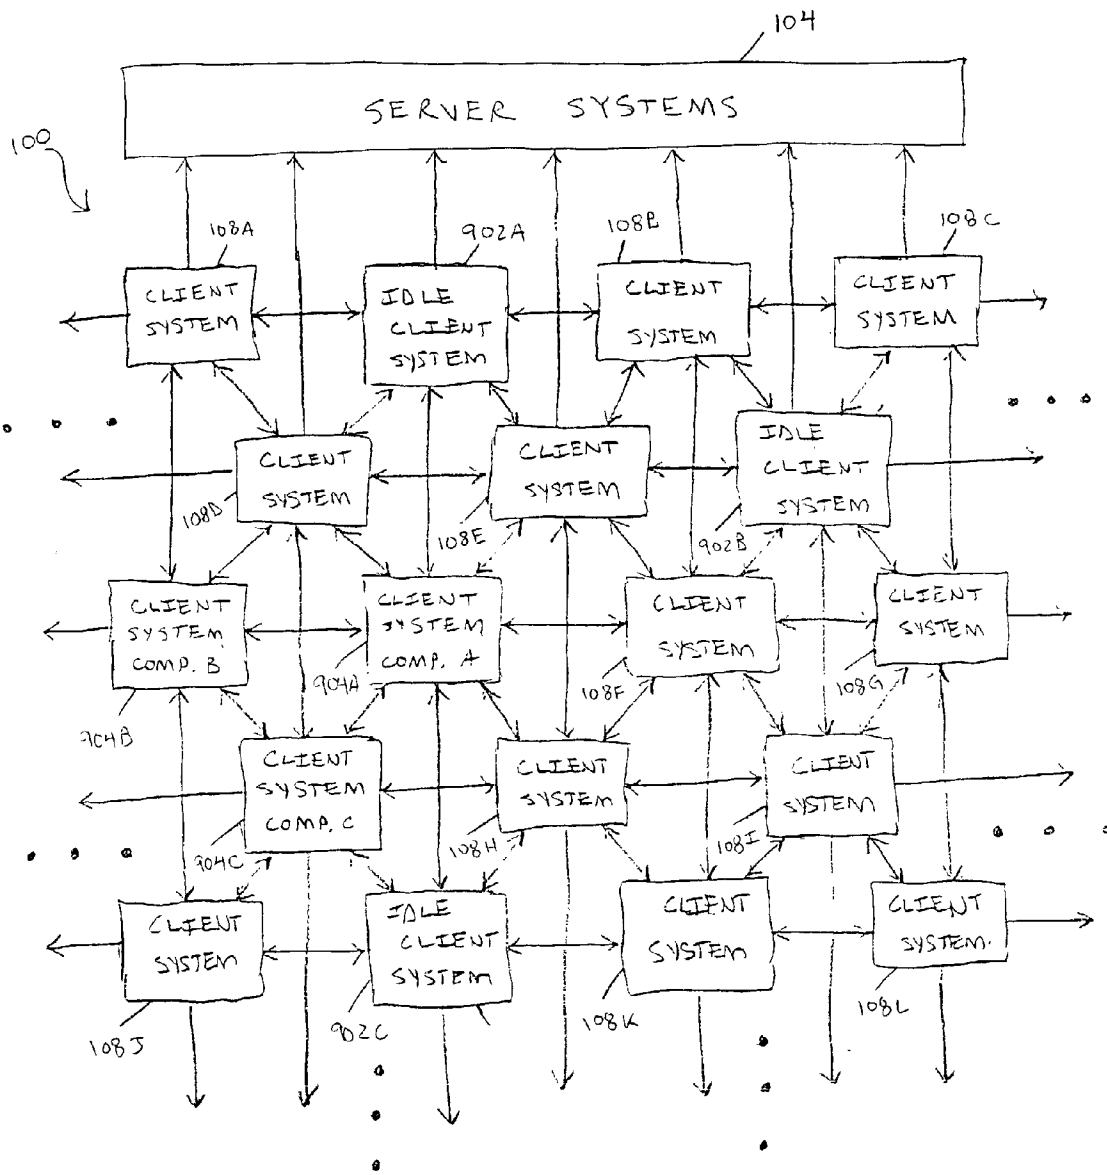 104
SERVER SYSTEMS
100
108A
902A
108B
108C
CLIENT
SYSTEM
IDLE
CLIENT
SYSTEM
CLIENT
SYSTEM
CLIENT
SYSTEM
CLIENT
SYSTEM
108D
CLIENT
SYSTEM
108E
IDLE
CLIENT
SYSTEM
902B
CLIENT
SYSTEM
COMP. B
904B
CLIENT
SYSTEM
COMP. A
904A
CLIENT
SYSTEM
108F
CLIENT
SYSTEM
108G
CLIENT
SYSTEM
COMP. C
904C
CLIENT
SYSTEM
108H
CLIENT
SYSTEM
108I
CLIENT
SYSTEM
108J
IDLE
CLIENT
SYSTEM
902C
CLIENT
SYSTEM
108K
CLIENT
SYSTEM.
108L